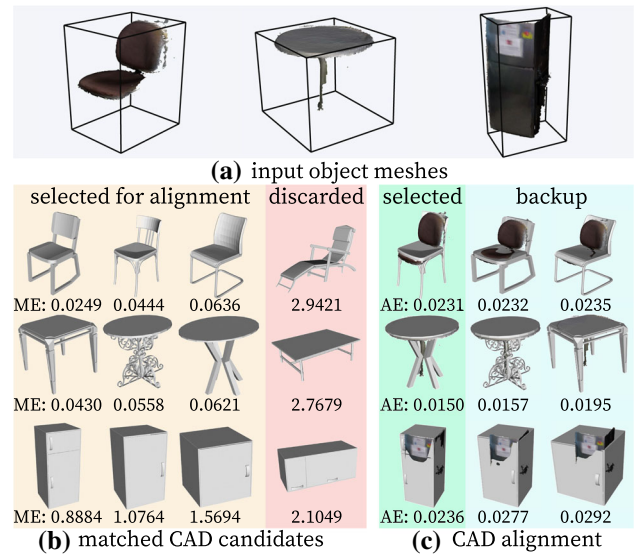 (a) input object meshes
selected for alignment discarded selected backup
ME: 0.0249 0.0444 0.0636 2.9421 AE: 0.0231 0.0232 0.0235
ME: 0.0430 0.0558 0.0621 2.7679 AE: 0.0150 0.0157 0.0195
ME: 0.8884 1.0764 1.5694 2.1049 AE: 0.0236 0.0277 0.0292
(b) matched CAD candidates (c) CAD alignment